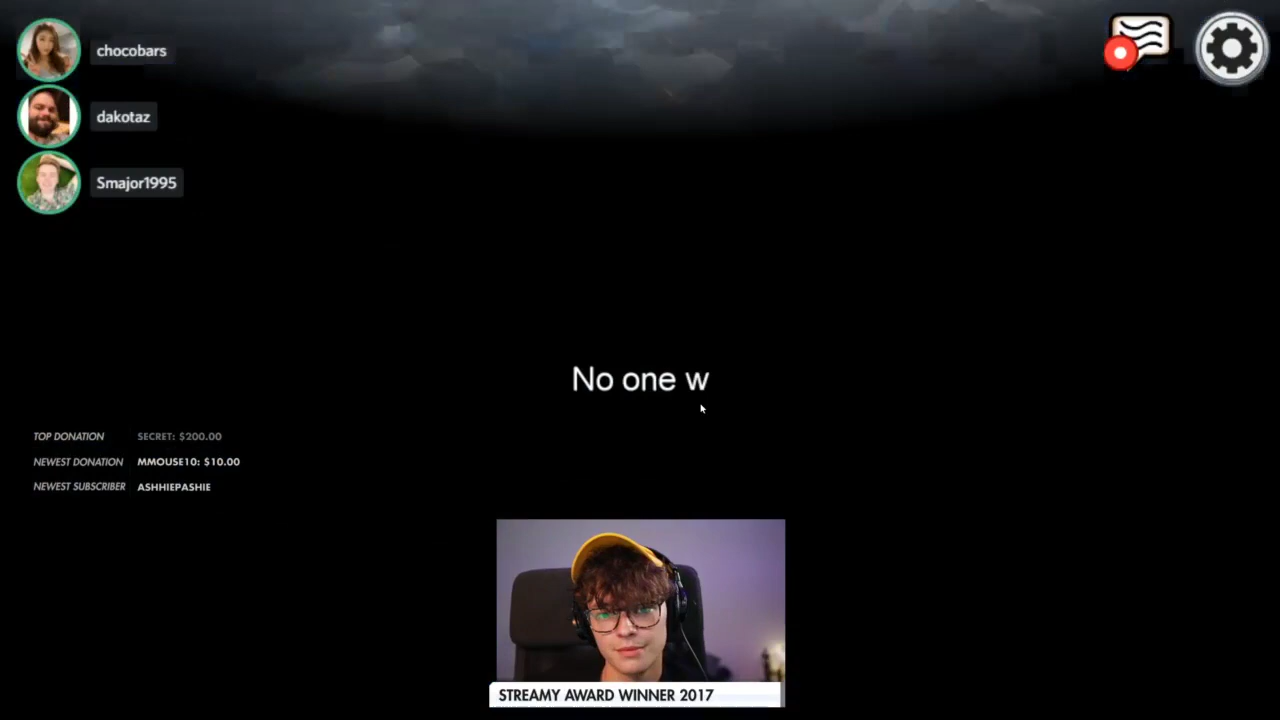 chocobars
dakotaz
Smajor1995
No one w
TOP DONATION SECRET: $200.00
NEWEST DONATION MMOUSE10: $10.00
NEWEST SUBSCRIBER ASHHIEPASHIE
STREAMY AWARD WINNER 2017